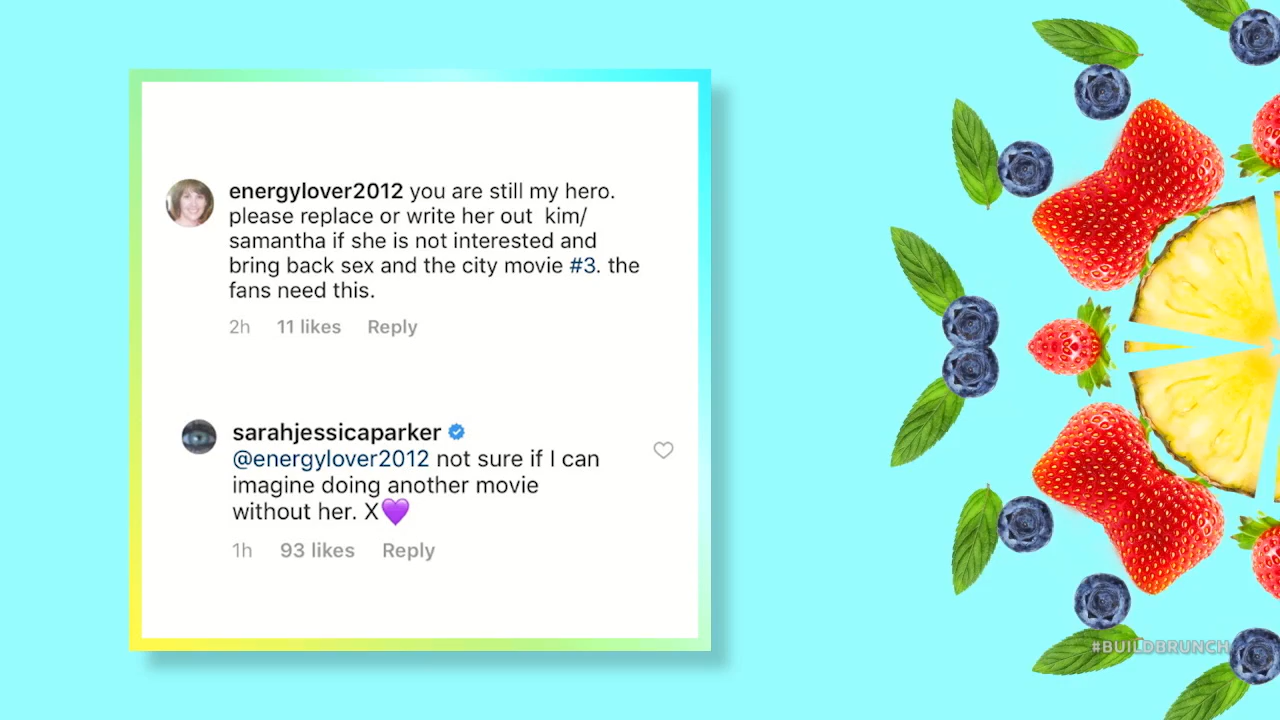 energylover2012 you are still my hero.
please replace or write her out kim/
samantha if she is not interested and
bring back sex and the city movie #3. the
fans need this.
2h 11 likes Reply
sarahjessicaparker
@energylover2012 not sure if I can
imagine doing another movie
without her. X💜
1h 93 likes Reply
#BUILDBRUNCH